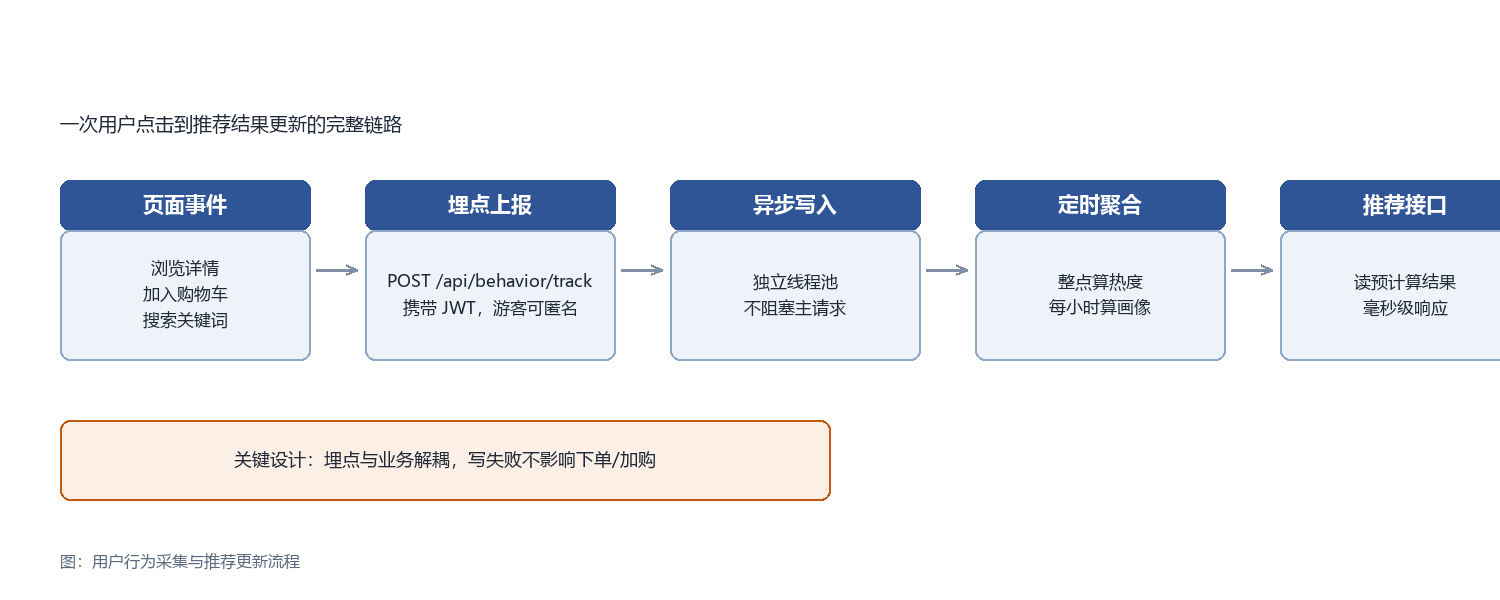 一次用户点击到推荐结果更新的完整链路
页面事件
浏览详情
加入购物车
搜索关键词
埋点上报
POST /api/behavior/track
携带 JWT，游客可匿名
异步写入
独立线程池
不阻塞主请求
定时聚合
整点算热度
每小时算画像
推荐接口
读预计算结果
毫秒级响应
关键设计：埋点与业务解耦，写失败不影响下单/加购
图：用户行为采集与推荐更新流程